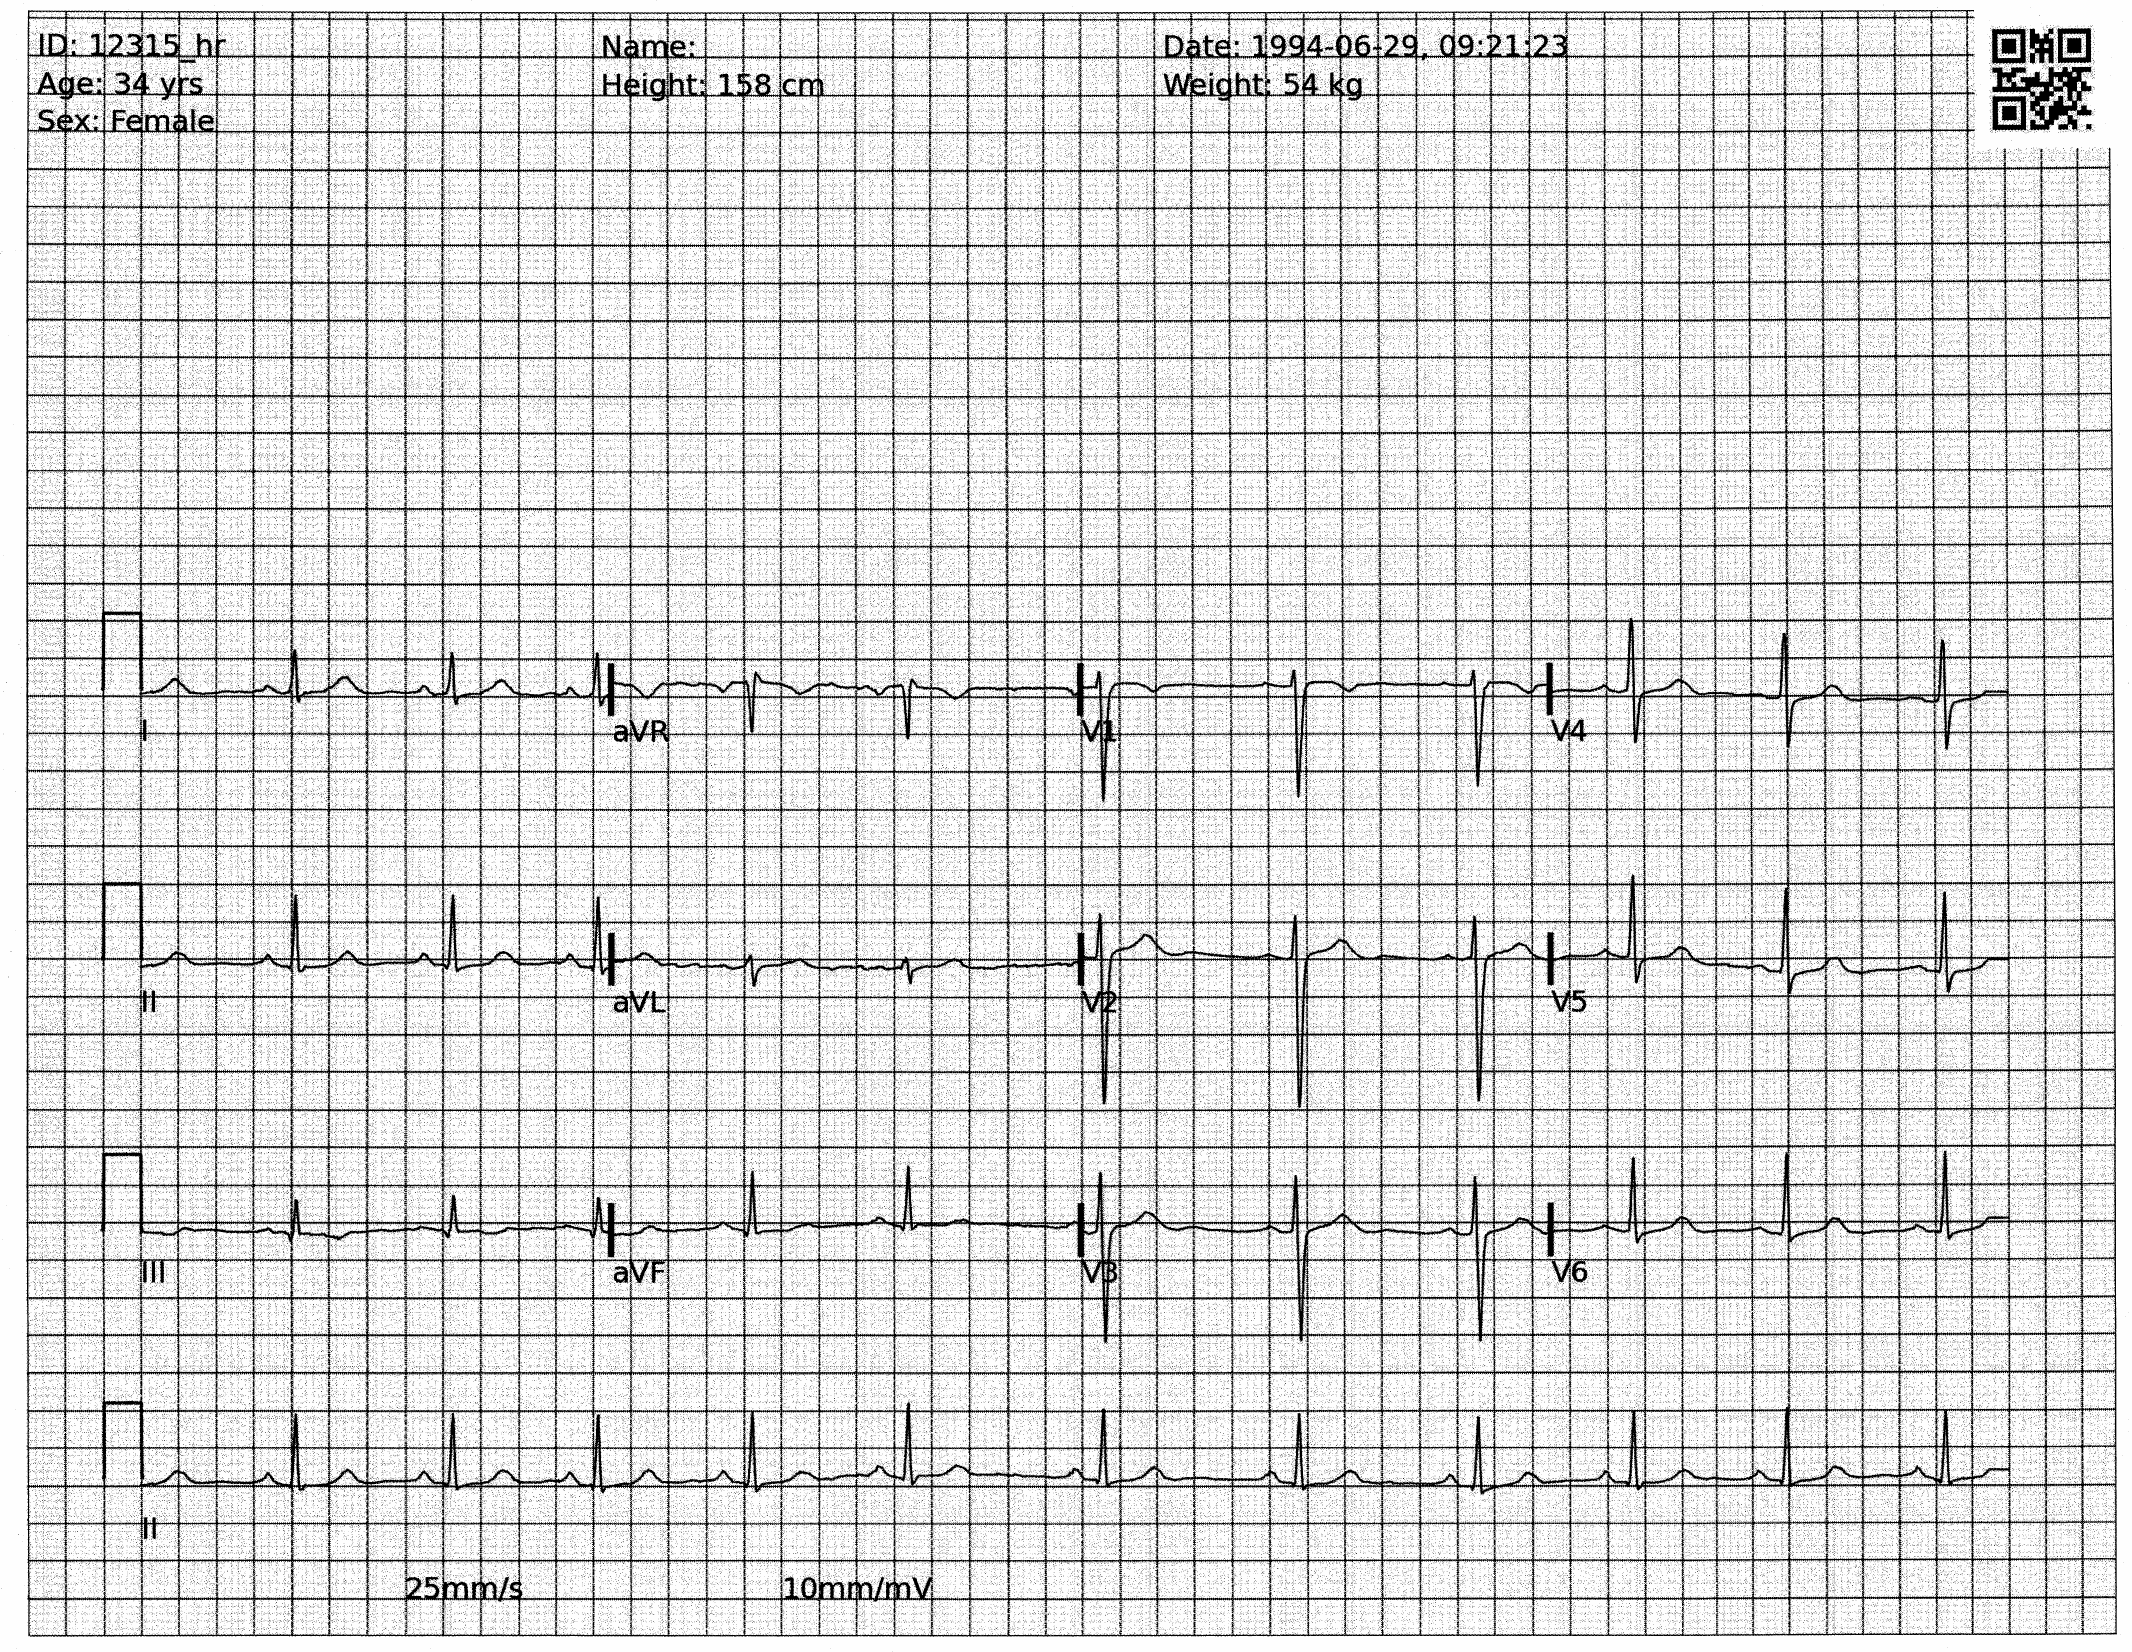 ID: 12315_hr
Name:
Date: 1994-06-29, 09:21:23
Age: 34 yrs
Height: 158 cm
Weight: 54 kg
Sex: Female
I
aVR
V1
V4
II
aVL
V2
V5
III
aVF
V3
V6
II
25mm/s
10mm/mV